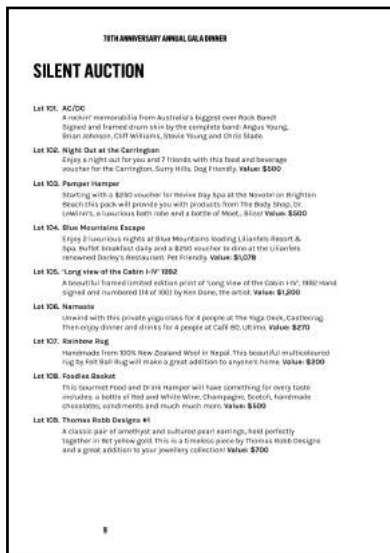 70TH ANNIVERSARY ANNUAL GALA DINNER
SILENT AUCTION
Lot 101. AC/DC
A rockin' memorabilia from Australia's biggest ever Rock Band!
Signed and framed drum skin by the complete band: Angus Young,
Brian Johnson, Cliff Williams, Stevie Young and Chris Slade.
Lot 102. Night Out at the Carrington
Enjoy a night out for you and 7 friends with this food and beverage
voucher for the Carrington, Surry Hills. Dog Friendly. Value: $500
Lot 103. Pamper Hamper
Starting with a $250 voucher for Revive Day Spa at the Novotel on Brighton
Beach this pack will provide you with products from The Body Shop, Dr.
LeWinn's, a luxurious bath robe and a bottle of Moet... Bliss! Value: $500
Lot 104. Blue Mountains Escape
Enjoy 2 luxurious nights at Blue Mountains leading Lilianfels Resort &
Spa. Buffet breakfast daily and a $250 voucher to dine at the Lilianfels
renowned Darley's Restaurant. Pet Friendly. Value: $1,078
Lot 105. 'Long view of the Cabin I-IV' 1992
A beautiful framed limited edition print of 'Long View of the Cabin I-IV', 1992 Hand
signed and numbered (14 of 100) by Ken Done, the artist. Value: $1,200
Lot 106. Namaste
Unwind with this private yoga class for 4 people at The Yoga Deck, Castlecrag.
Then enjoy dinner and drinks for 4 people at Café 80, Ultimo. Value: $270
Lot 107. Rainbow Rug
Handmade from 100% New Zealand Wool in Nepal. This beautiful multicoloured
rug by Felt Ball Rug will make a great addition to anyone's home. Value: $200
Lot 108. Foodies Basket
This Gourmet Food and Drink Hamper will have something for every taste
includes: a bottle of Red and White Wine, Champagne, Scotch, handmade
chocolates, condiments and much much more. Value: $500
Lot 109. Thomas Robb Designs #1
A classic pair of amethyst and cultured pearl earrings, held perfectly
together in 9ct yellow gold. This is a timeless piece by Thomas Robb Designs
and a great addition to your jewellery collection! Value: $700